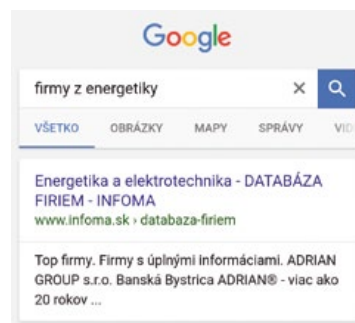 Google
firmy z energetiky
VŠETKO OBRÁZKY MAPY SPRÁVY VID
Energetika a elektrotechnika - DATABÁZA
FIRIEM - INFOMA
www.infoma.sk › databaza-firiem
Top firmy. Firmy s úplnými informáciami. ADRIAN
GROUP s.r.o. Banská Bystrica ADRIAN® - viac ako
20 rokov ...